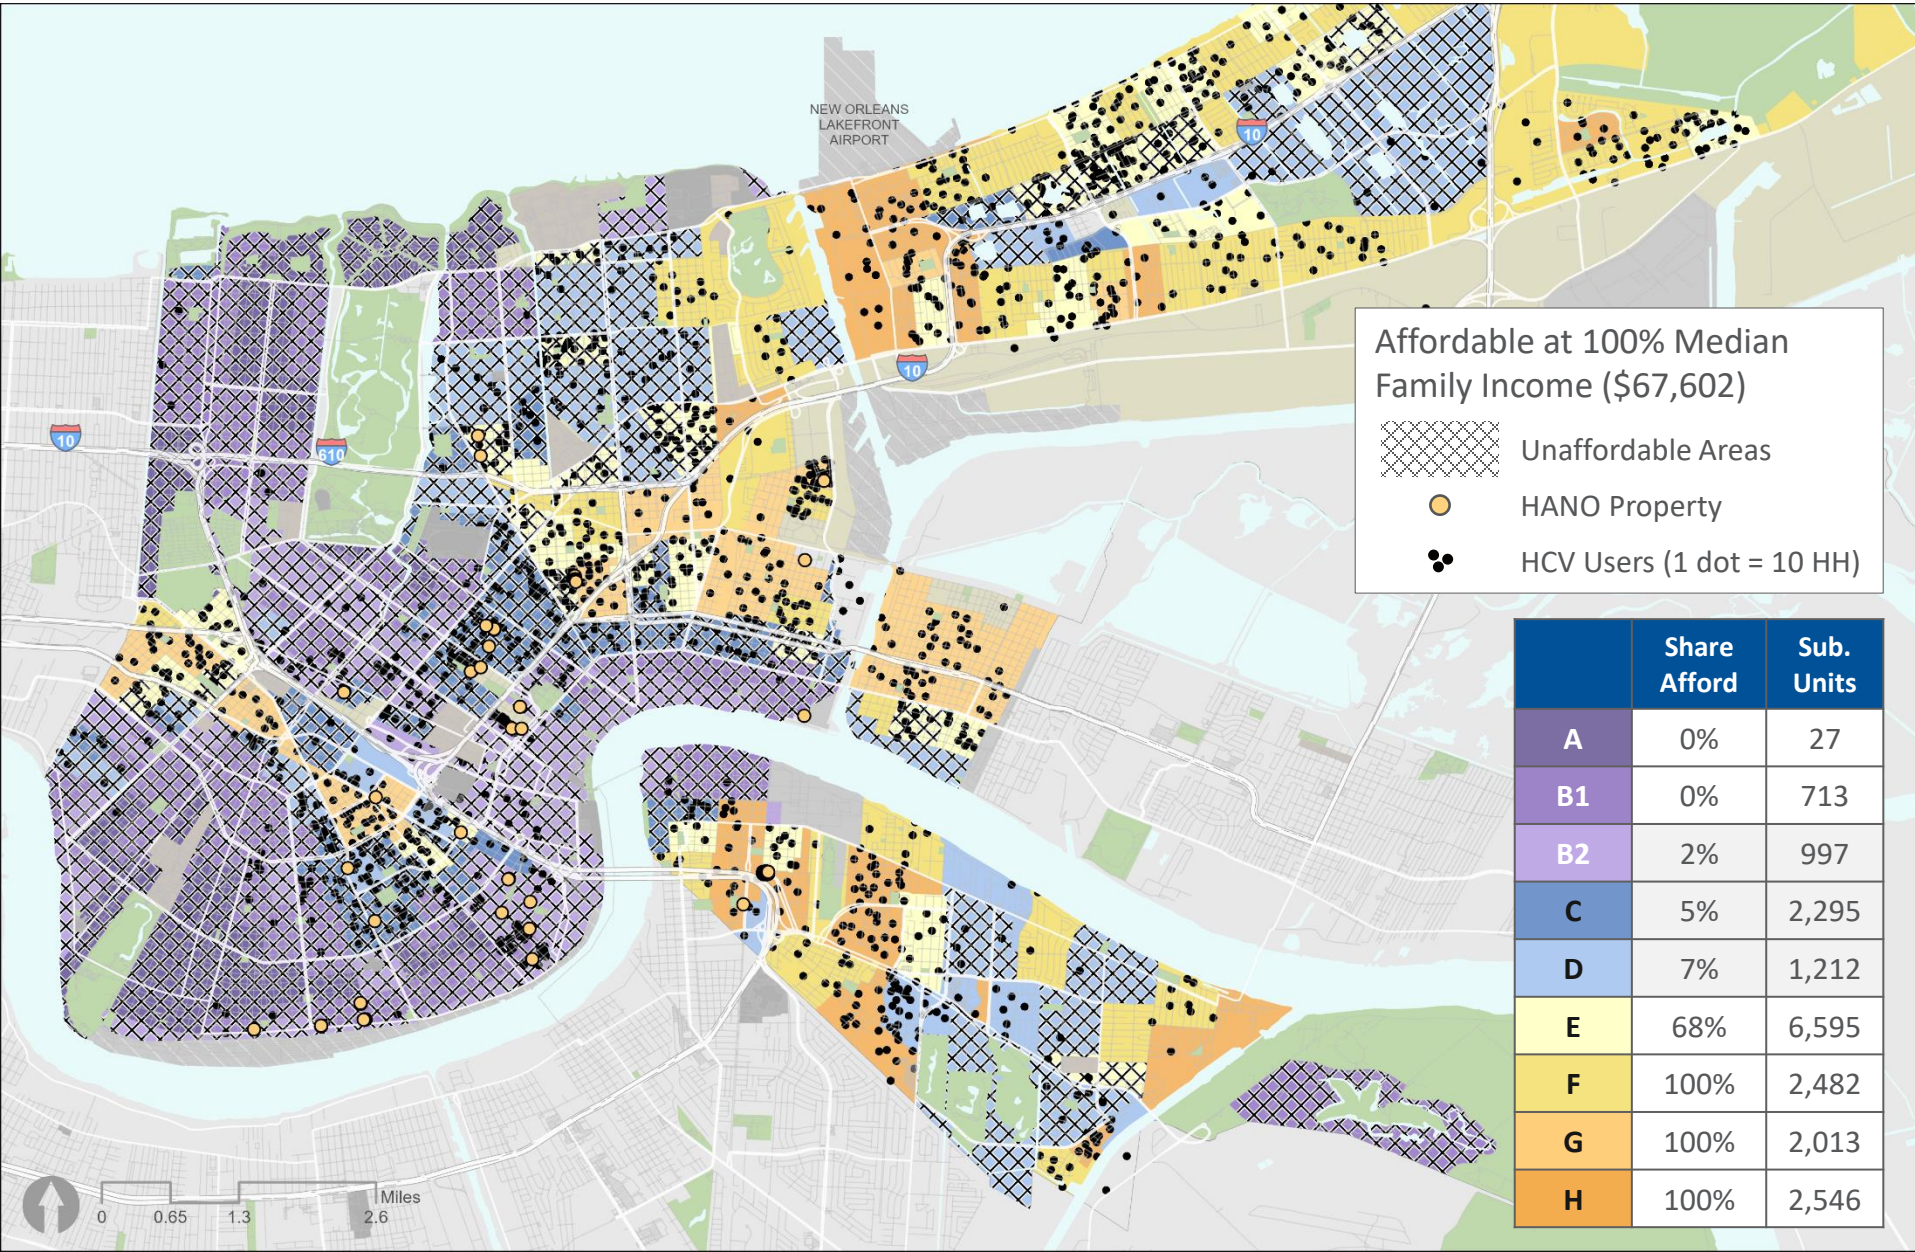 NEW ORLEANS
LAKEFRONT
AIRPORT
10
10
10
610
Affordable at 100% Median
Family Income ($67,602)
Unaffordable Areas
HANO Property
HCV Users (1 dot = 10 HH)
Share Afford Sub. Units
A 0% 27
B1 0% 713
B2 2% 997
C 5% 2,295
D 7% 1,212
E 68% 6,595
F 100% 2,482
G 100% 2,013
H 100% 2,546
Miles
0 0.65 1.3 2.6